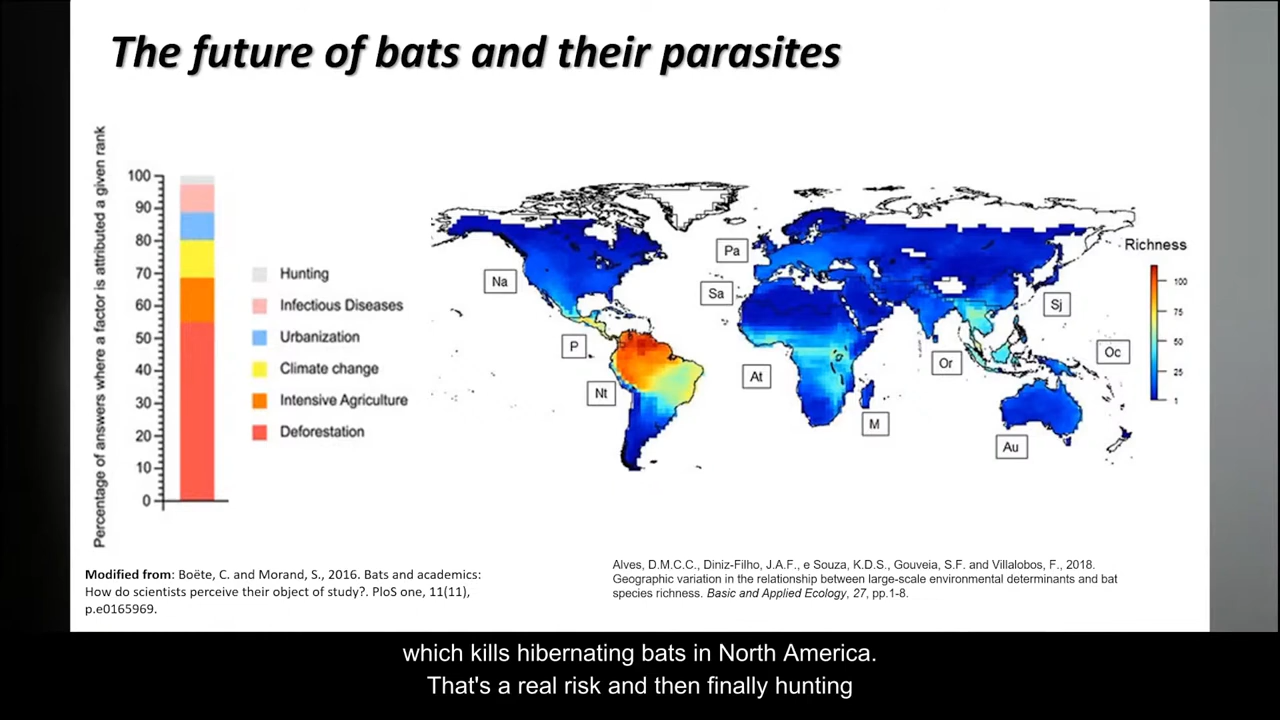 The future of bats and their parasites
Percentage of answers where a factor is attributed a given rank
100
90
80
70
60
50
40
30
20
10
0
Hunting
Infectious Diseases
Urbanization
Climate change
Intensive Agriculture
Deforestation
Na
P
Nt
Pa
Sa
At
M
Or
Sj
Oc
Au
Richness
100
75
50
25
1
Modified from: Boëte, C. and Morand, S., 2016. Bats and academics:
How do scientists perceive their object of study?. PloS one, 11(11),
p.e0165969.
Alves, D.M.C.C., Diniz-Filho, J.A.F., e Souza, K.D.S., Gouveia, S.F. and Villalobos, F., 2018.
Geographic variation in the relationship between large-scale environmental determinants and bat
species richness. Basic and Applied Ecology, 27, pp.1-8.
which kills hibernating bats in North America.
That's a real risk and then finally hunting